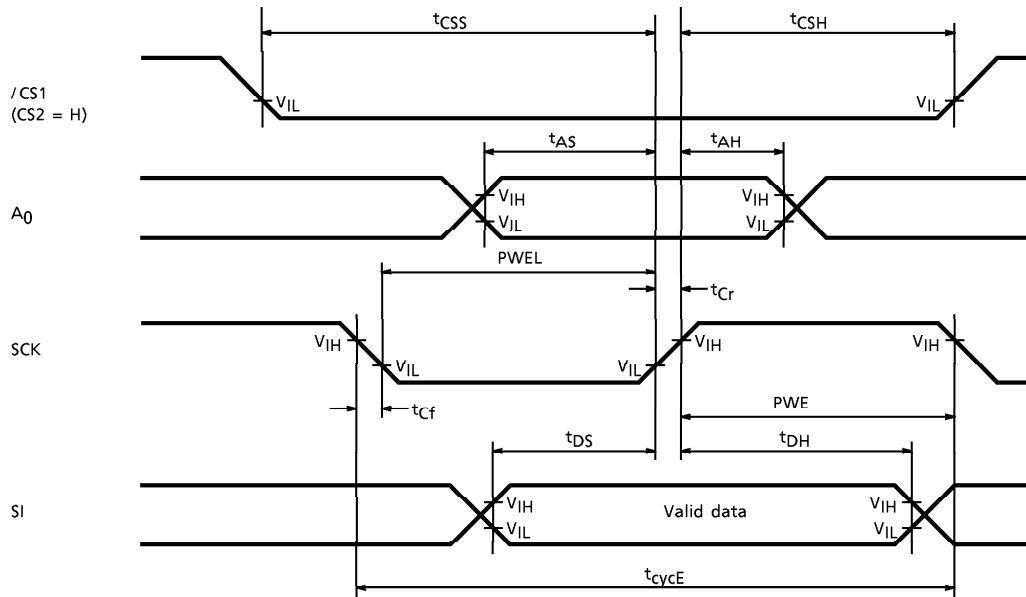 tCSS tCSH
/CS1
(CS2 = H)
VIL VIL
tAS tAH
A0
VIH VIH
VIL VIL
PWEL
tCr
SCK
VIH VIH VIH
VIL VIL
tCf
PWE
tDS tDH
SI
VIH Valid data VIH
VIL VIL
tcycE